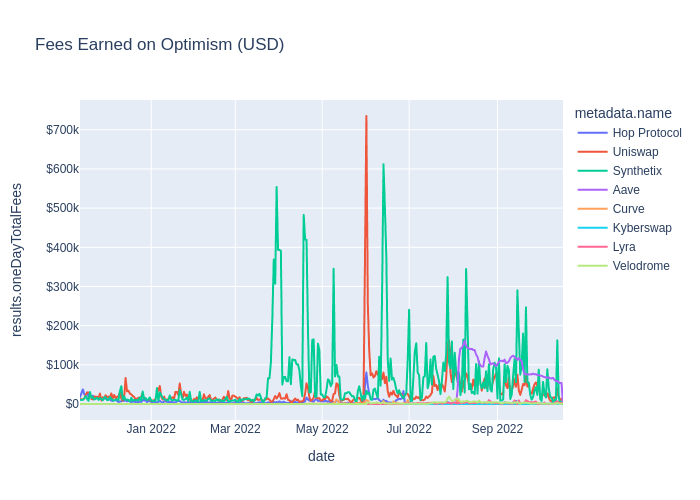 Fees Earned on Optimism (USD)
metadata.name
Hop Protocol
Uniswap
Synthetix
Aave
Curve
Kyberswap
Lyra
Velodrome
results.oneDayTotalFees
$700k
$600k
$500k
$400k
$300k
$200k
$100k
$0
Jan 2022 Mar 2022 May 2022 Jul 2022 Sep 2022
date